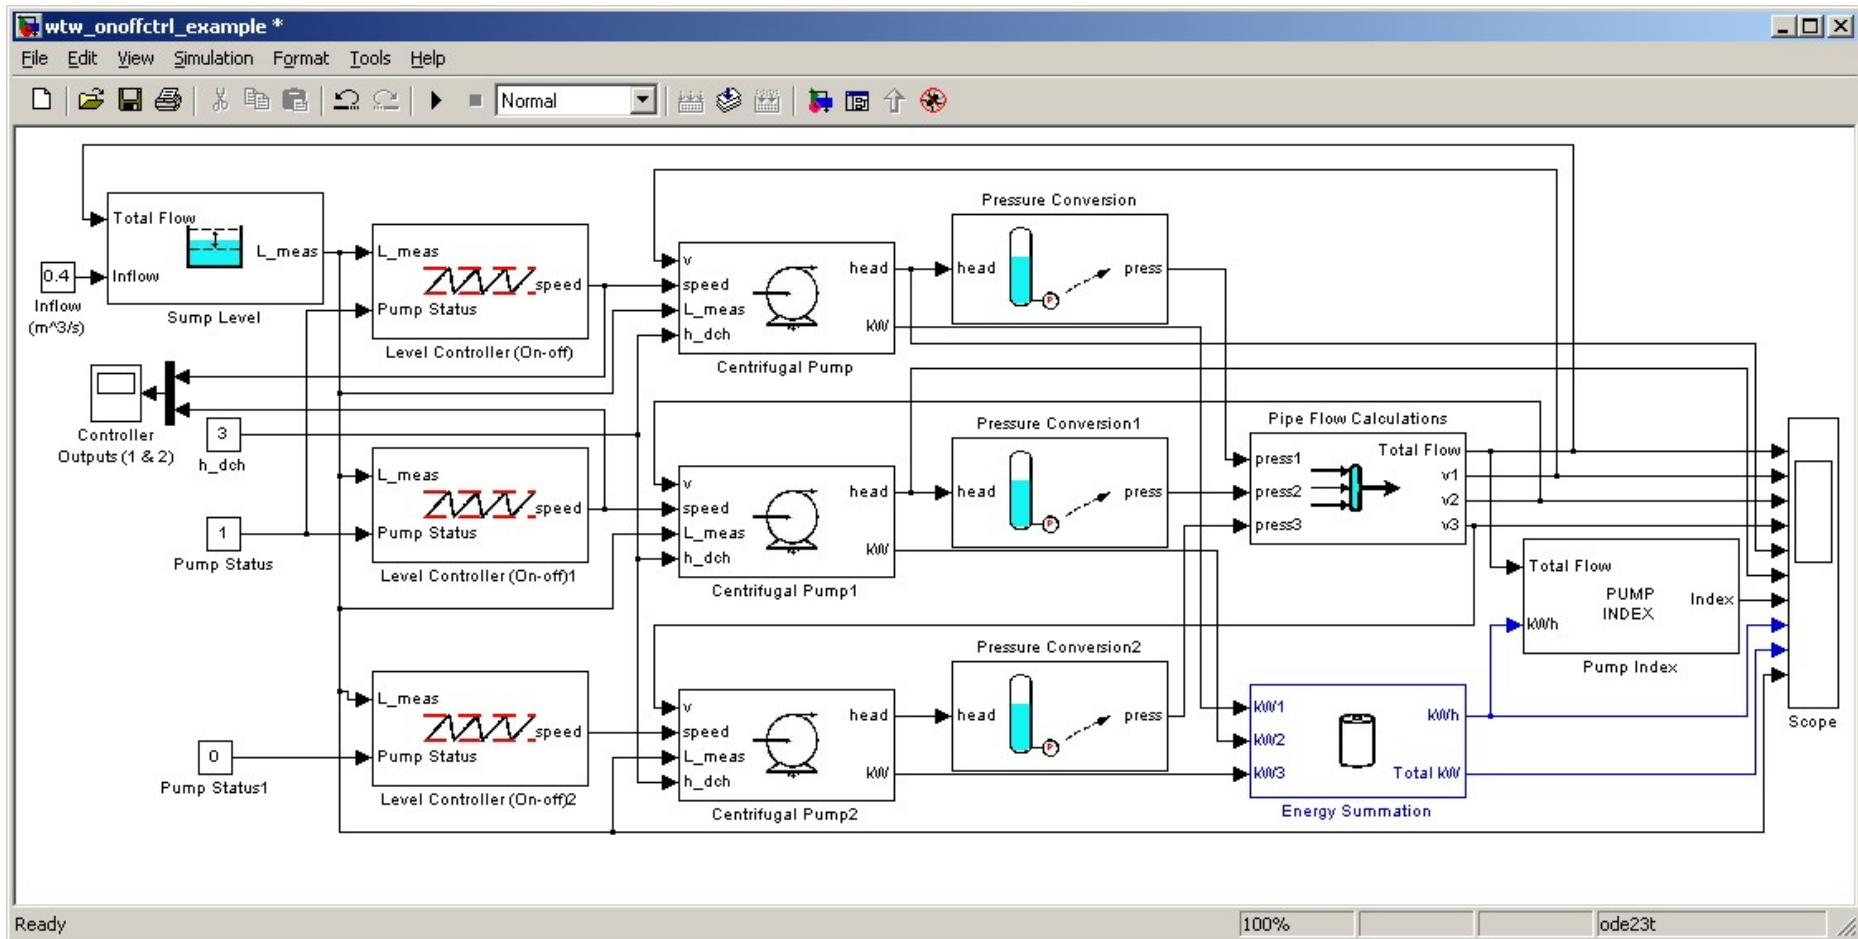 wtw_onoffctrl_example *
File Edit View Simulation Format Tools Help
Normal
Total Flow
L_meas
Inflow
Sump Level
0.4
Inflow
(m^3/s)
L_meas
speed
Pump Status
Level Controller (On-off)
v
speed
L_meas
h_dch
head
kW
Centrifugal Pump
Pressure Conversion
head
P
press
Controller
Outputs (1 & 2)
3
h_dch
1
Pump Status
L_meas
speed
Pump Status
Level Controller (On-off)1
v
speed
L_meas
h_dch
head
kW
Centrifugal Pump1
Pressure Conversion1
head
P
press
Pipe Flow Calculations
press1
press2
press3
Total Flow
v1
v2
v3
Total Flow
kWh
PUMP
INDEX
Index
Pump Index
Scope
0
Pump Status1
L_meas
speed
Pump Status
Level Controller (On-off)2
v
speed
L_meas
h_dch
head
kW
Centrifugal Pump2
Pressure Conversion2
head
P
press
kW1
kW2
kW3
kWh
Total kW
Energy Summation
Ready
100%
ode23t